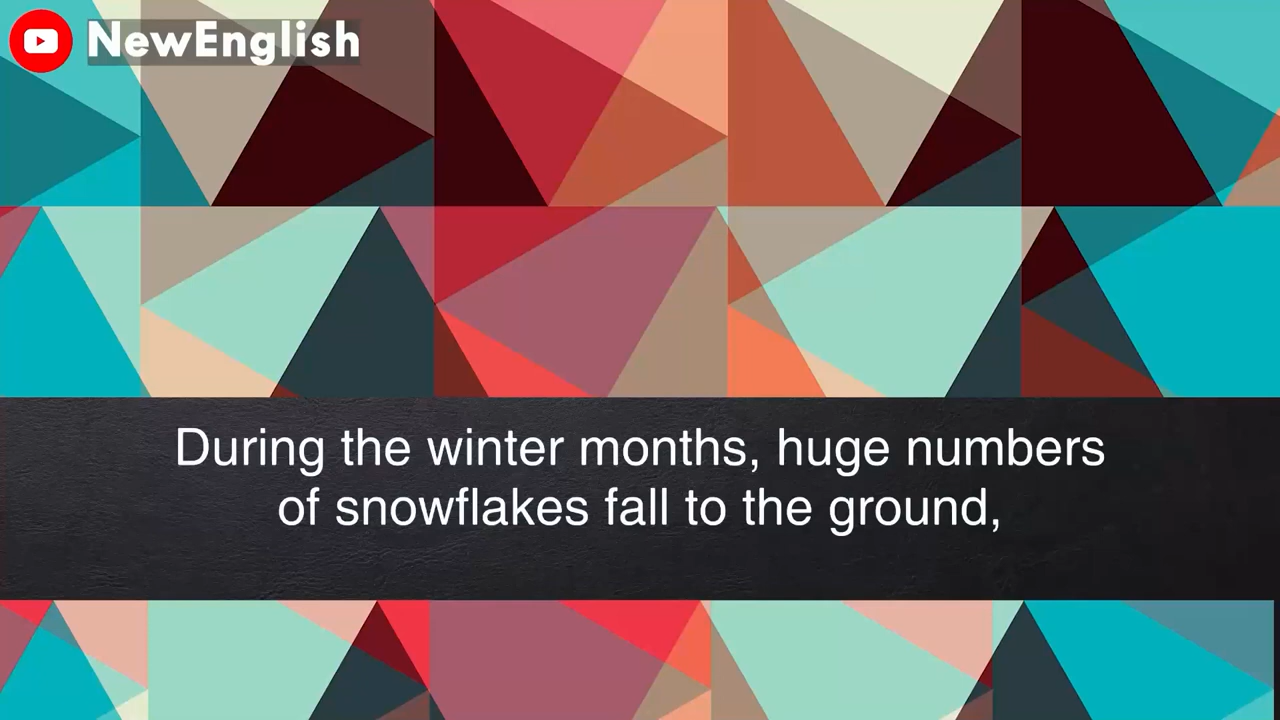 NewEnglish
During the winter months, huge numbers
of snowflakes fall to the ground,